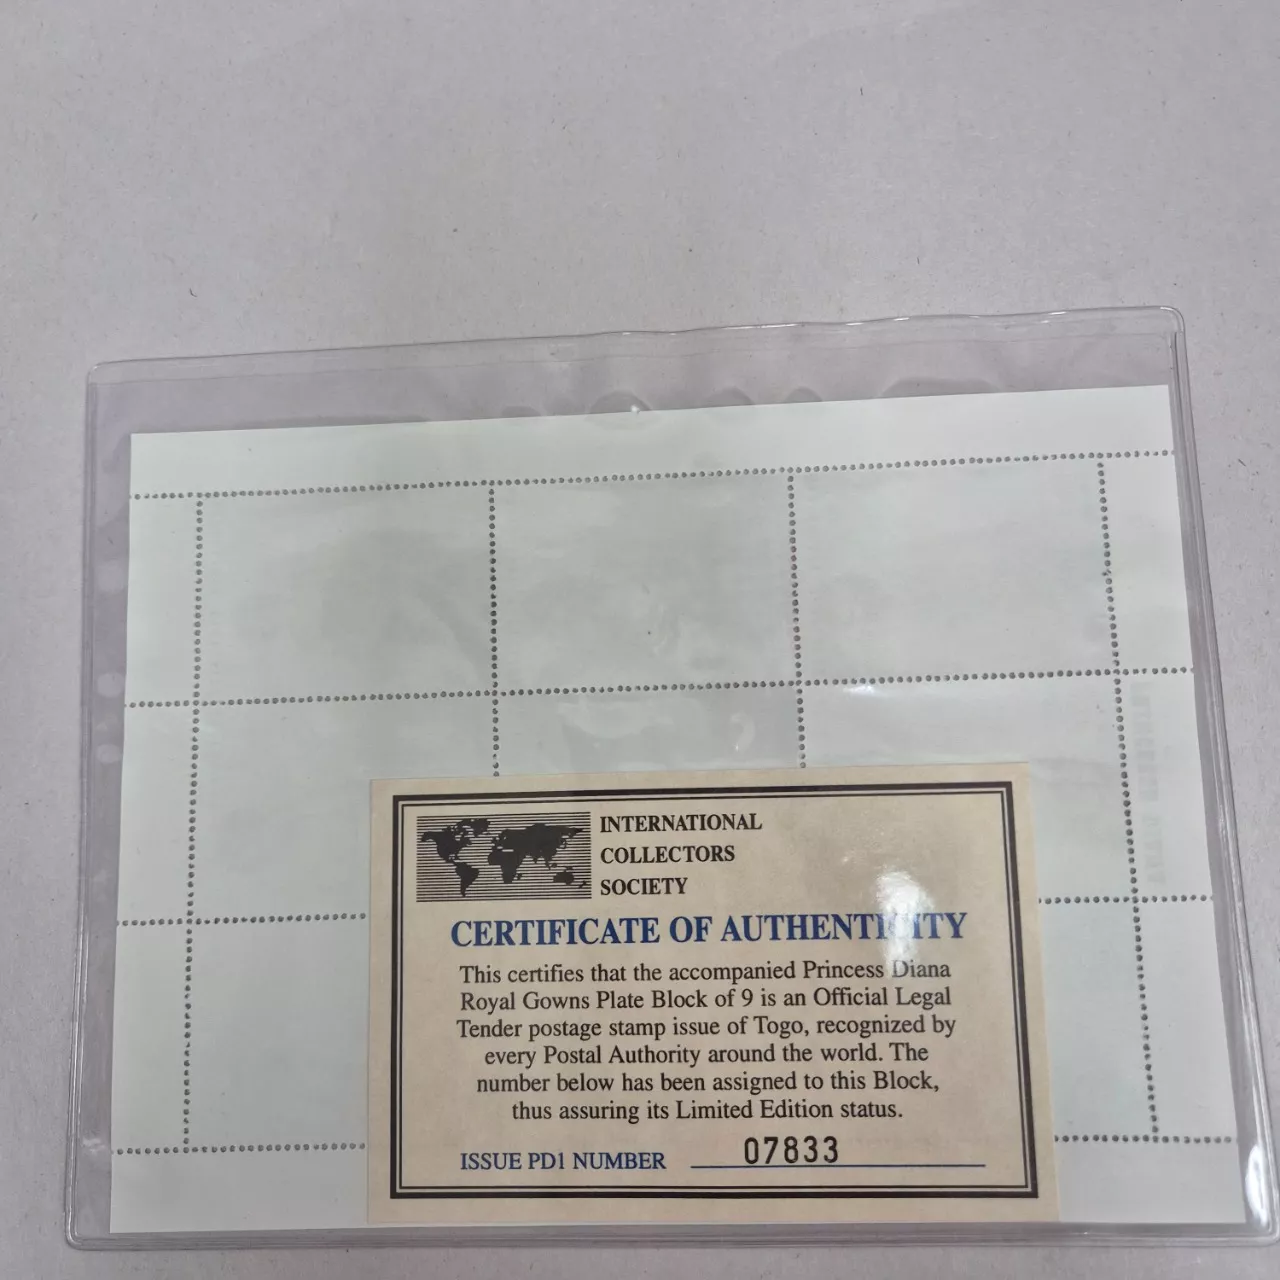 INTERNATIONAL
COLLECTORS
SOCIETY
CERTIFICATE OF AUTHENTICITY
This certifies that the accompanied Princess Diana
Royal Gowns Plate Block of 9 is an Official Legal
Tender postage stamp issue of Togo, recognized by
every Postal Authority around the world. The
number below has been assigned to this Block,
thus assuring its Limited Edition status.
ISSUE PD1 NUMBER 07833